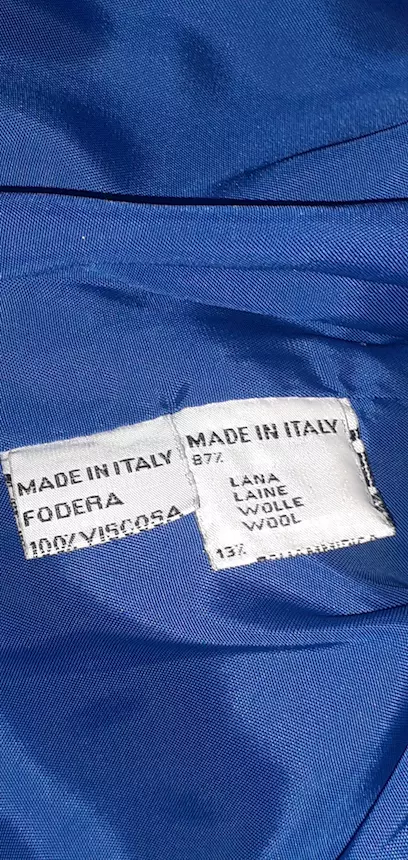 MADE IN ITALY
FODERA
100% VISCOSA
MADE IN ITALY
87%
LANA
LAINE
WOLLE
WOOL
13%